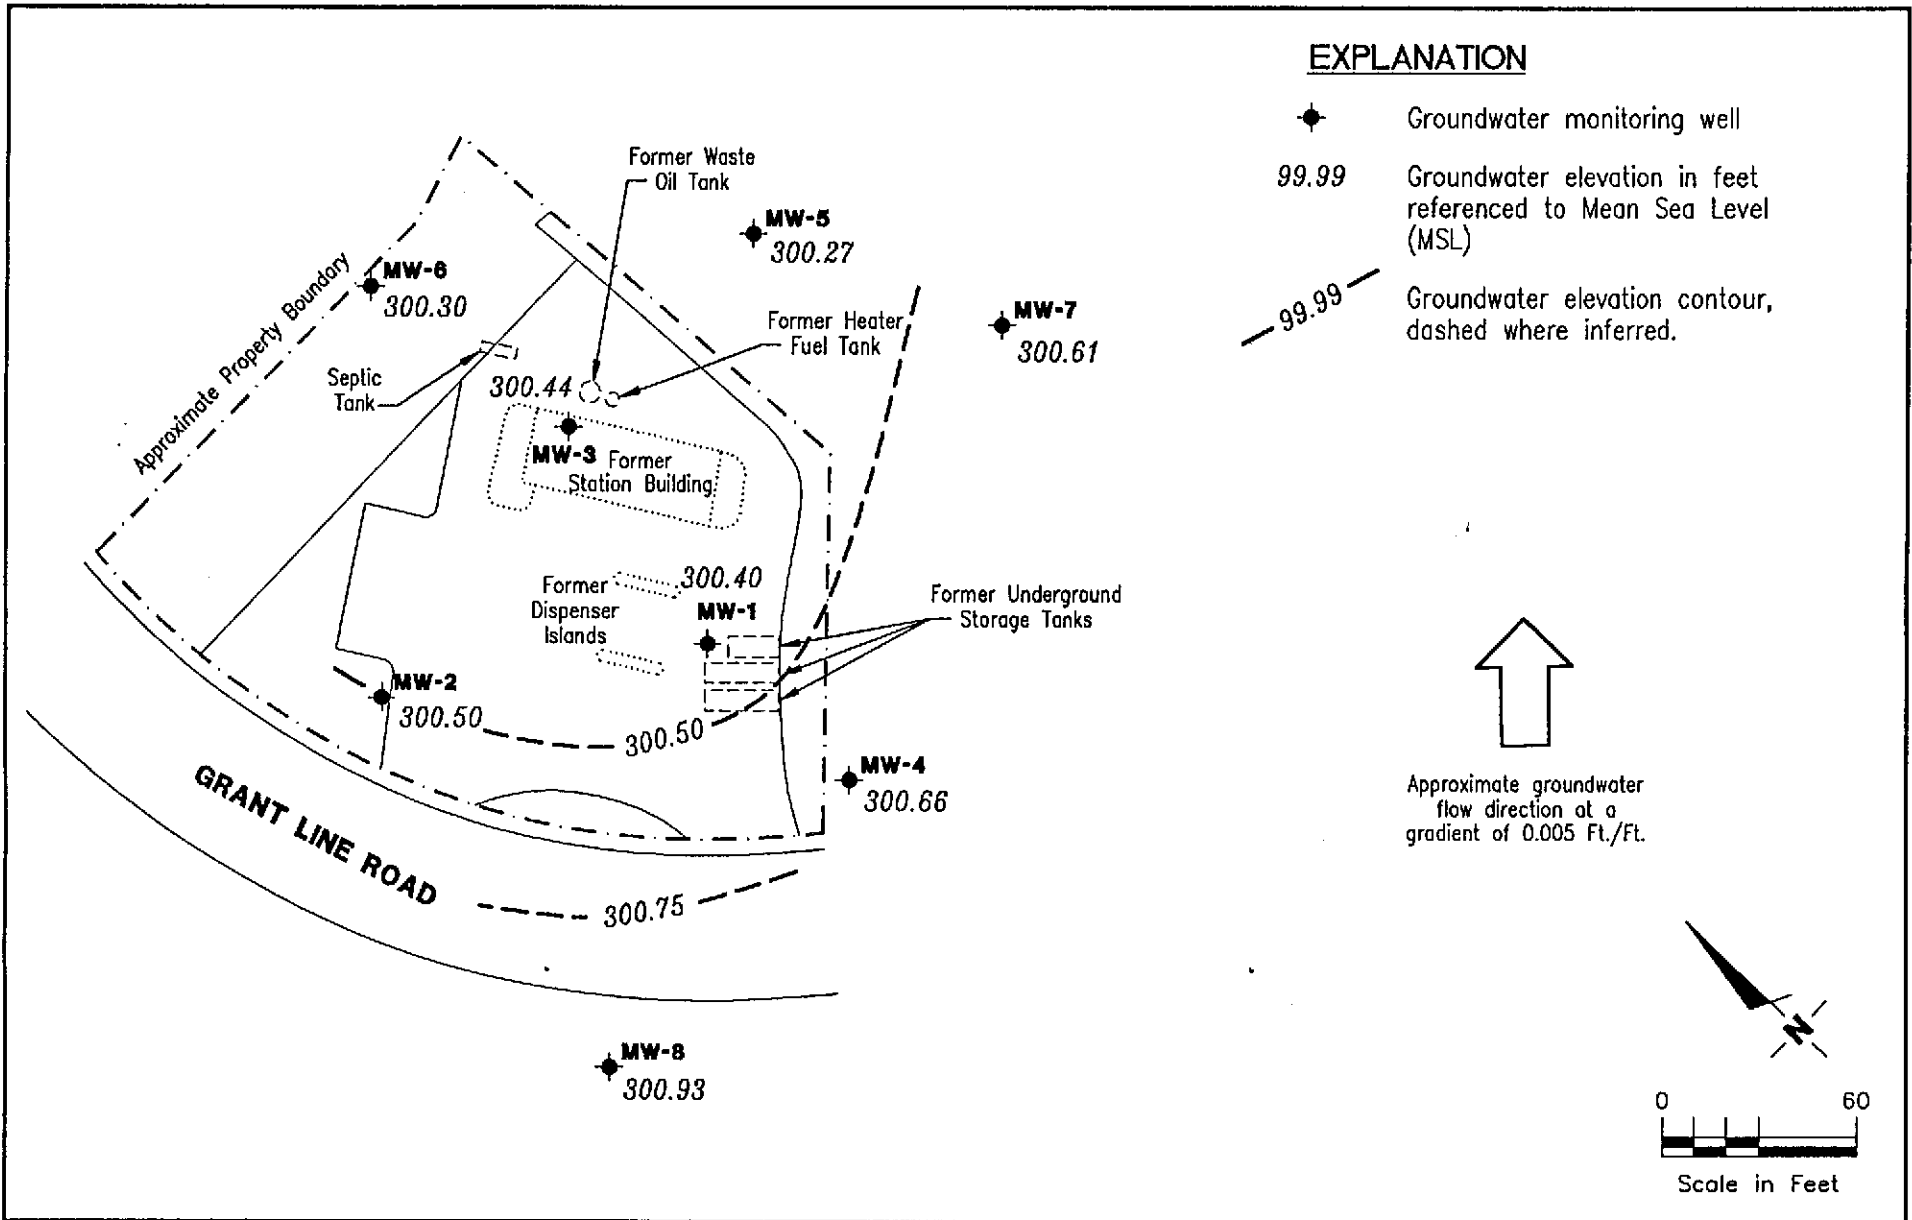 EXPLANATION
Groundwater monitoring well
99.99
Groundwater elevation in feet
referenced to Mean Sea Level
(MSL)
99.99
Groundwater elevation contour,
dashed where inferred.
Former Waste
Oil Tank
MW-5
300.27
MW-6
300.30
Approximate Property Boundary
MW-7
300.61
Former Heater
Fuel Tank
Septic
Tank
300.44
MW-3
Former
Station Building
Former
Dispenser
Islands
300.40
MW-1
Former Underground
Storage Tanks
MW-2
300.50
300.50
MW-4
300.66
GRANT LINE ROAD
300.75
MW-8
300.93
Approximate groundwater
flow direction at a
gradient of 0.005 Ft./Ft.
N
0 60
Scale in Feet